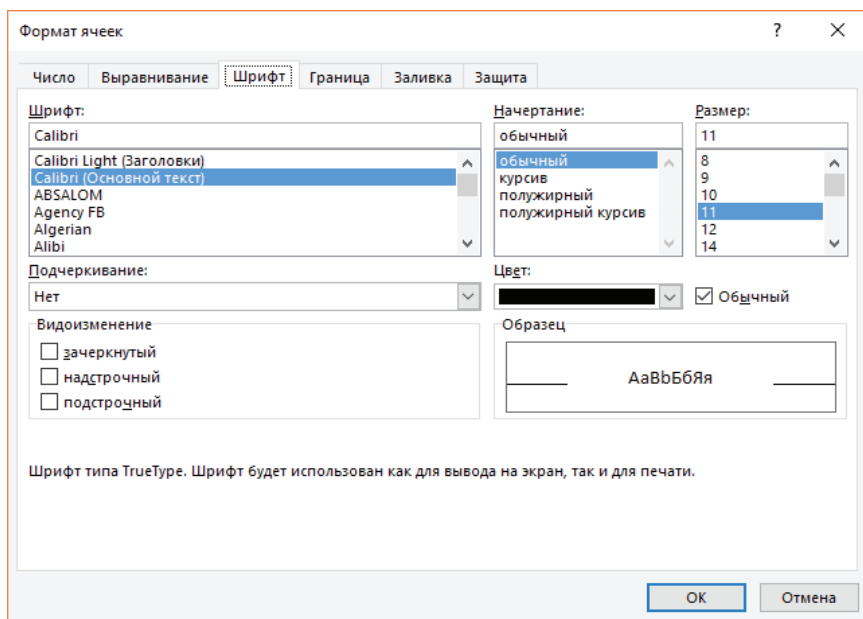 Формат ячеек
Число Выравнивание Шрифт Граница Заливка Защита
Шрифт: Начертание: Размер:
Calibri обычный 11
Calibri Light (Заголовки) обычный 8
Calibri (Основной текст) курсив 9
ABSALOM полужирный 10
Agency FB полужирный курсив 11
Algerian 12
Alibi 14
Подчеркивание: Цвет:
Нет Обычный
Видоизменение Образец
зачеркнутый
надстрочный AaBbБбЯя
подстрочный
Шрифт типа TrueType. Шрифт будет использован как для вывода на экран, так и для печати.
ОК Отмена